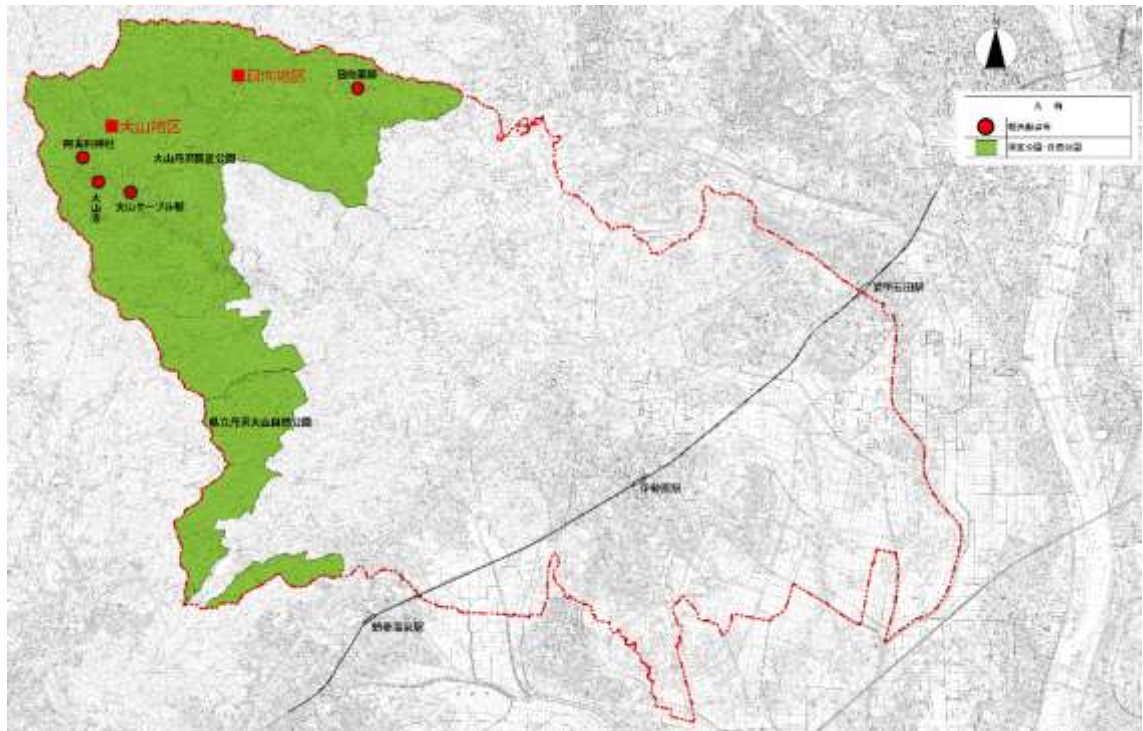 N
日向地区
日向薬師
大山地区
阿夫利神社
大山丹沢国定公園
大山寺
大山ケーブル駅
凡例
観光拠点等
国定公園・自然公園
愛甲石田駅
県立丹沢大山自然公園
伊勢原駅
鶴巻温泉駅